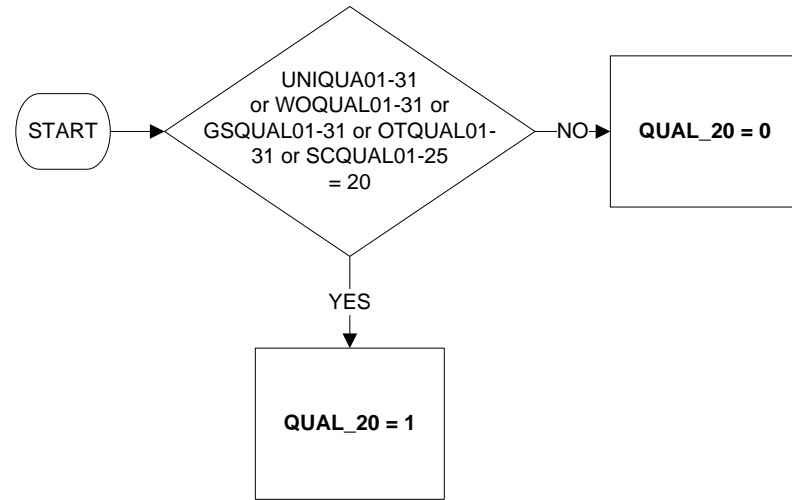 START
UNIQUA01-31
or WOQUAL01-31 or
GSQUAL01-31 or OTQUAL01-
31 or SCQUAL01-25
= 20
NO
QUAL_20 = 0
YES
QUAL_20 = 1